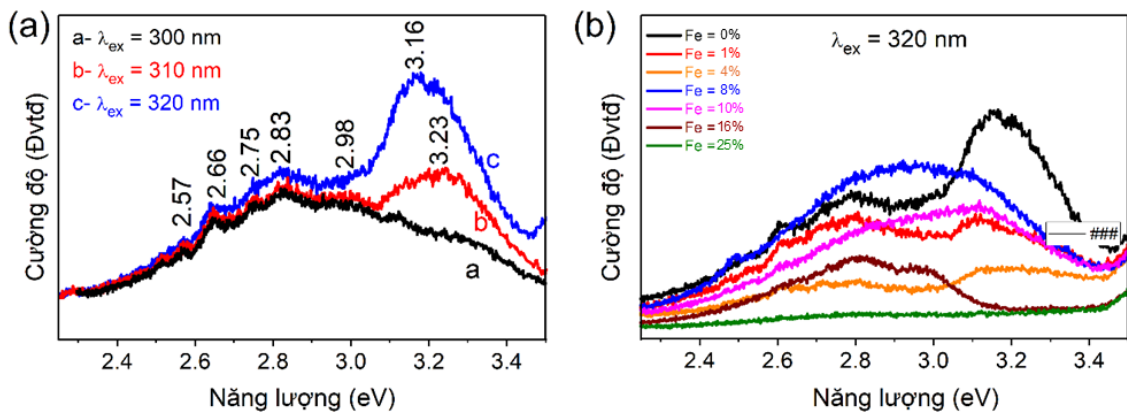 (a)
a- λex = 300 nm
b- λex = 310 nm
c- λex = 320 nm
2.57
2.66
2.75
2.83
2.98
3.16
3.23
c
b
a
Cường độ (Đvtđ)
2.4 2.6 2.8 3.0 3.2 3.4
Năng lượng (eV)
(b)
λex = 320 nm
Fe = 0%
Fe = 1%
Fe = 4%
Fe = 8%
Fe = 10%
Fe = 16%
Fe = 25%
###
Cường độ (Đvtđ)
2.4 2.6 2.8 3.0 3.2 3.4
Năng lượng (eV)